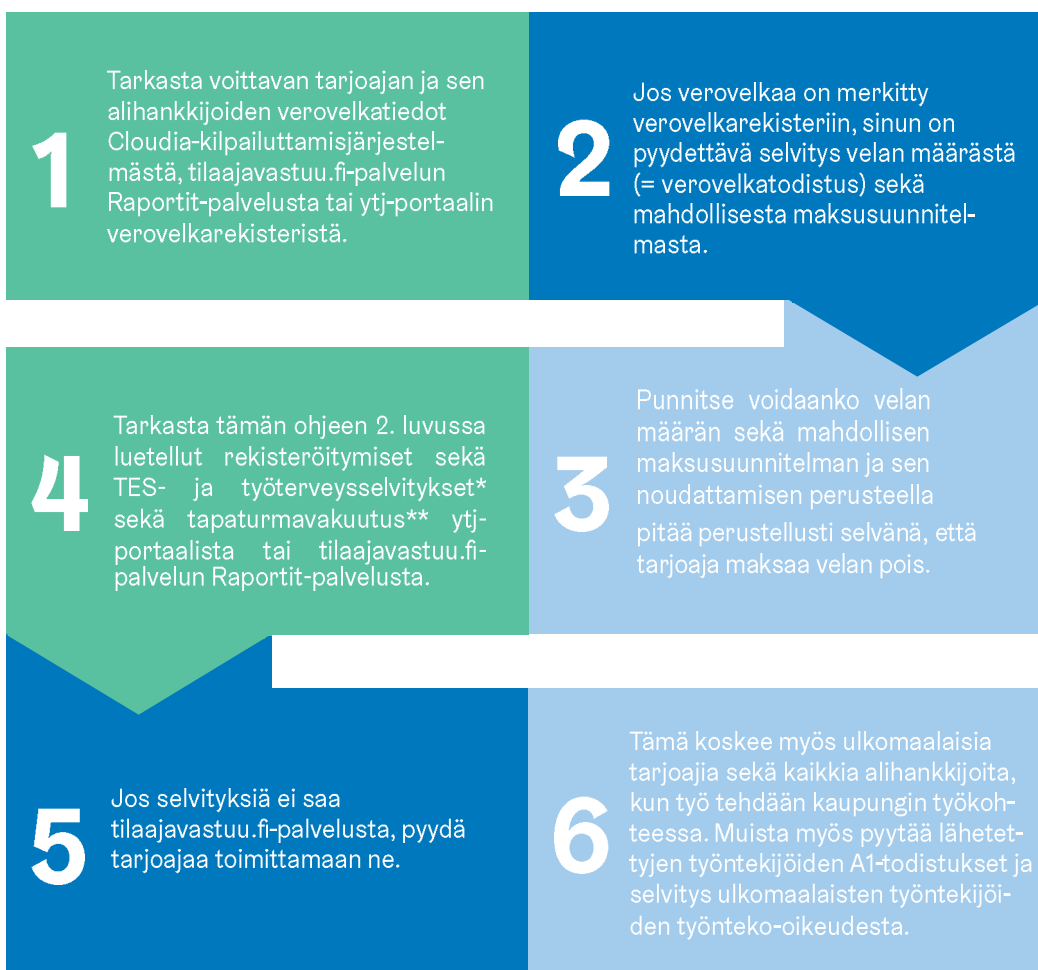 1
Tarkasta voittavan tarjoajan ja sen
alihankkijoiden verovelkatiedot
Cloudia-kilpailuttamisjärjestel-
mästä, tilaajavastuu.fi-palvelun
Raportit-palvelusta tai ytj-portaalin
verovelkarekisteristä.
2
Jos verovelkaa on merkitty
verovelkarekisteriin, sinun on
pyydettävä selvitys velan määrästä
(= verovelkatodistus) sekä
mahdollisesta maksusuunnitel-
masta.
3
Punnitse voidaanko velan
määrän sekä mahdollisen
maksusuunnitelman ja sen
noudattamisen perusteella
pitää perustellusti selvänä, että
tarjoaja maksaa velan pois.
4
Tarkasta tämän ohjeen 2. luvussa
luetellut rekisteröitymiset sekä
TES- ja työterveysselvitykset*
sekä tapaturmavakuutus** ytj-
portaalista tai tilaajavastuu.fi-
palvelun Raportit-palvelusta.
5
Jos selvityksiä ei saa
tilaajavastuu.fi-palvelusta, pyydä
tarjoajaa toimittamaan ne.
6
Tämä koskee myös ulkomaalaisia
tarjoajia sekä kaikkia alihankkijoita,
kun työ tehdään kaupungin työkoh-
teessa. Muista myös pyytää lähetet-
tyjen työntekijöiden A1-todistukset ja
selvitys ulkomaalaisten työntekijöi-
den työnteko-oikeudesta.